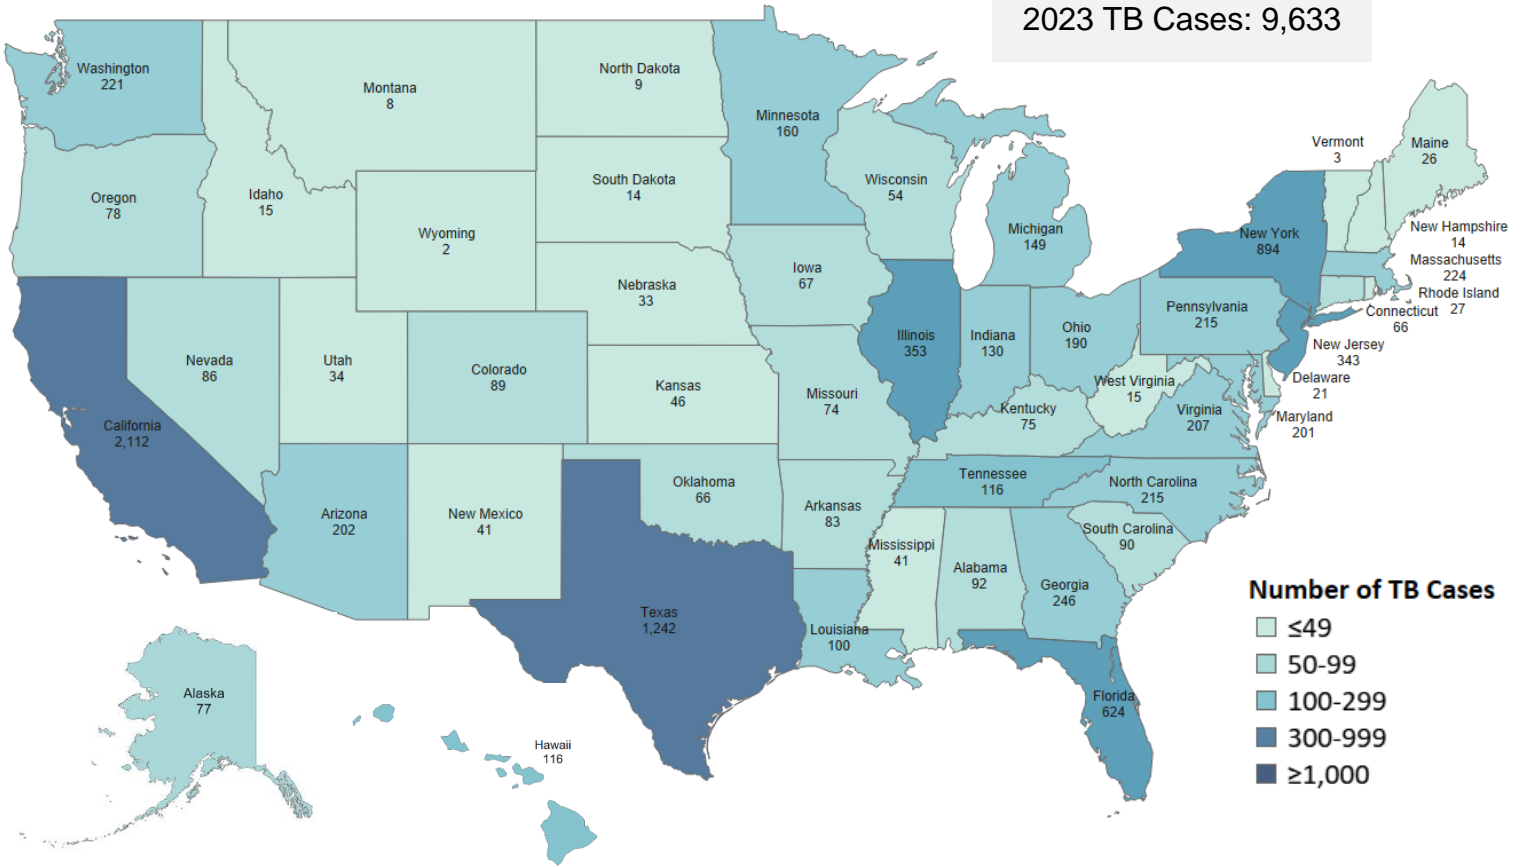 2023 TB Cases: 9,633
Washington
221
Montana
8
North Dakota
9
Minnesota
160
Vermont
3
Maine
26
Oregon
78
Idaho
15
Wyoming
2
South Dakota
14
Wisconsin
54
Michigan
149
New York
894
New Hampshire
14
Massachusetts
224
Rhode Island
27
Connecticut
66
Nebraska
33
Iowa
67
Illinois
353
Indiana
130
Ohio
190
Pennsylvania
215
New Jersey
343
Delaware
21
Maryland
201
Nevada
86
Utah
34
Colorado
89
Kansas
46
Missouri
74
Kentucky
75
West Virginia
15
Virginia
207
California
2,112
Arizona
202
New Mexico
41
Oklahoma
66
Arkansas
83
Tennessee
116
North Carolina
215
South Carolina
90
Mississippi
41
Alabama
92
Georgia
246
Texas
1,242
Louisiana
100
Florida
624
Alaska
77
Hawaii
116
Number of TB Cases
≤49
50-99
100-299
300-999
≥1,000